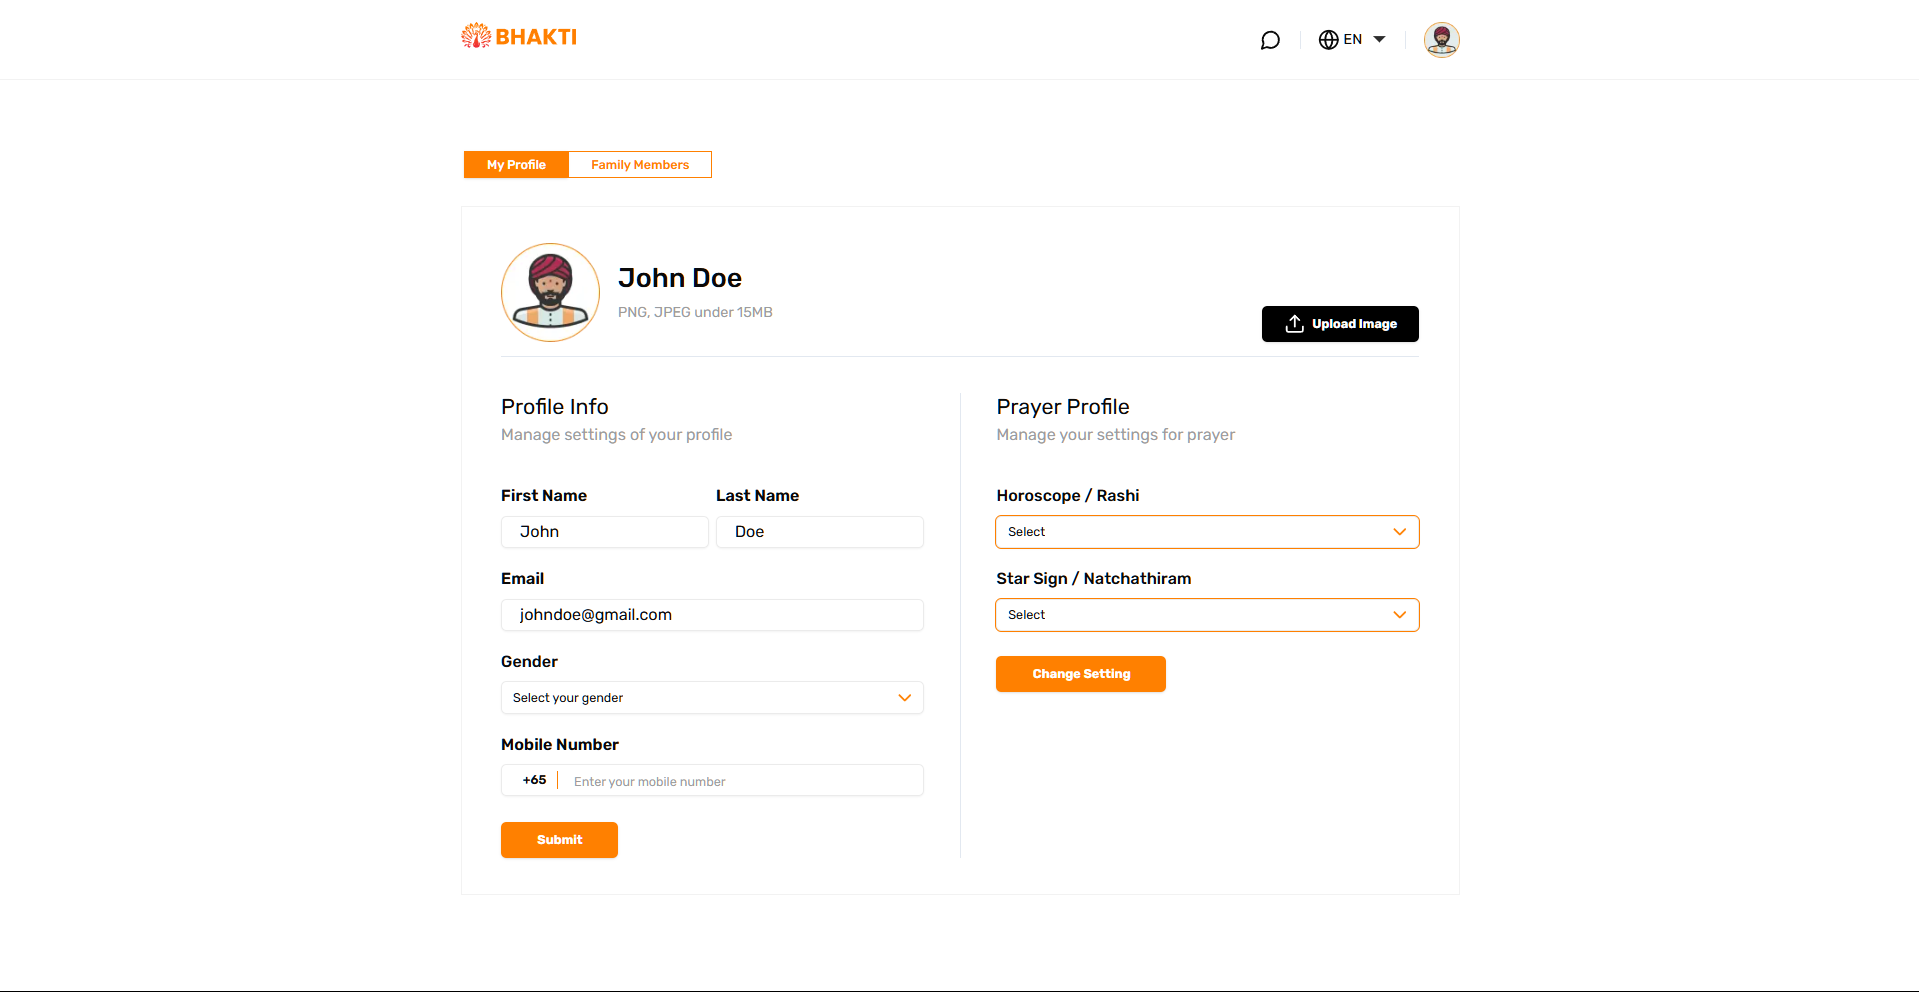 BHAKTI
EN
My Profile
Family Members
John Doe
PNG, JPEG under 15MB
Upload Image
Profile Info
Manage settings of your profile
First Name
Last Name
John
Doe
Email
johndoe@gmail.com
Gender
Select your gender
Mobile Number
+65
Enter your mobile number
Submit
Prayer Profile
Manage your settings for prayer
Horoscope / Rashi
Select
Star Sign / Natchathiram
Select
Change Setting